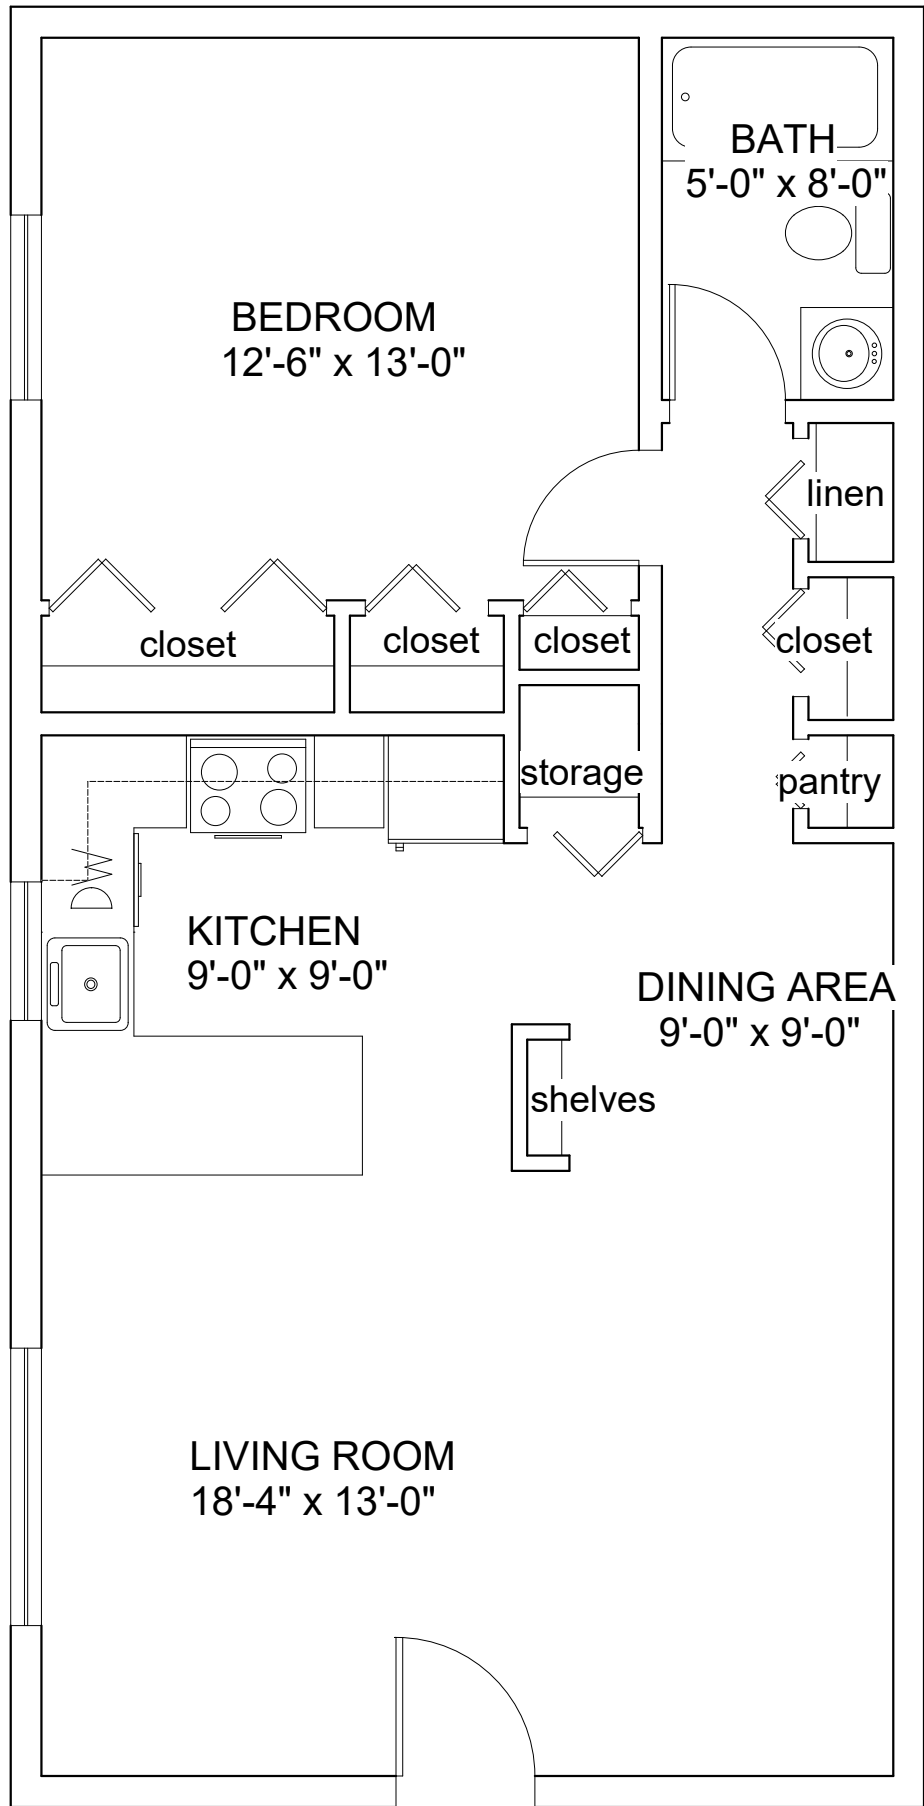 BATH
5'-0" x 8'-0"
BEDROOM
12'-6" x 13'-0"
linen
closet
closet
closet
closet
storage
pantry
DW
KITCHEN
9'-0" x 9'-0"
DINING AREA
9'-0" x 9'-0"
shelves
LIVING ROOM
18'-4" x 13'-0"